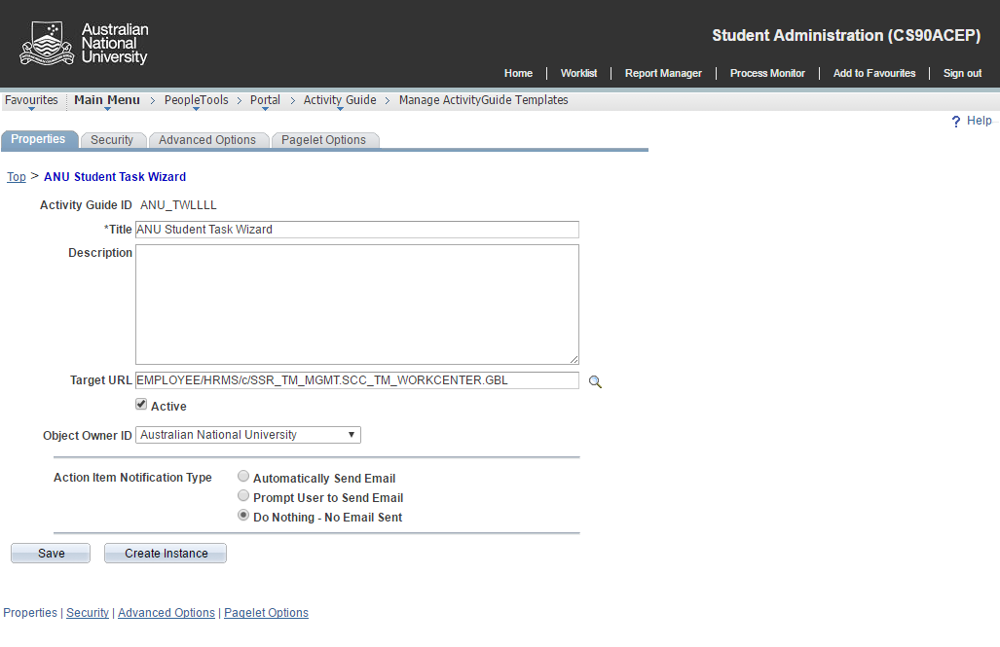 Australian
National
University
Student Administration (CS90ACEP)
Home | Worklist | Report Manager | Process Monitor | Add to Favourites | Sign out
Favourites Main Menu > PeopleTools > Portal > Activity Guide > Manage ActivityGuide Templates
? Help
Properties Security Advanced Options Pagelet Options
Top > ANU Student Task Wizard
Activity Guide ID ANU_TWLLLL
*Title ANU Student Task Wizard
Description
Target URL EMPLOYEE/HRMS/c/SSR_TM_MGMT.SCC_TM_WORKCENTER.GBL
Active
Object Owner ID Australian National University
Action Item Notification Type Automatically Send Email
Prompt User to Send Email
Do Nothing - No Email Sent
Save Create Instance
Properties | Security | Advanced Options | Pagelet Options